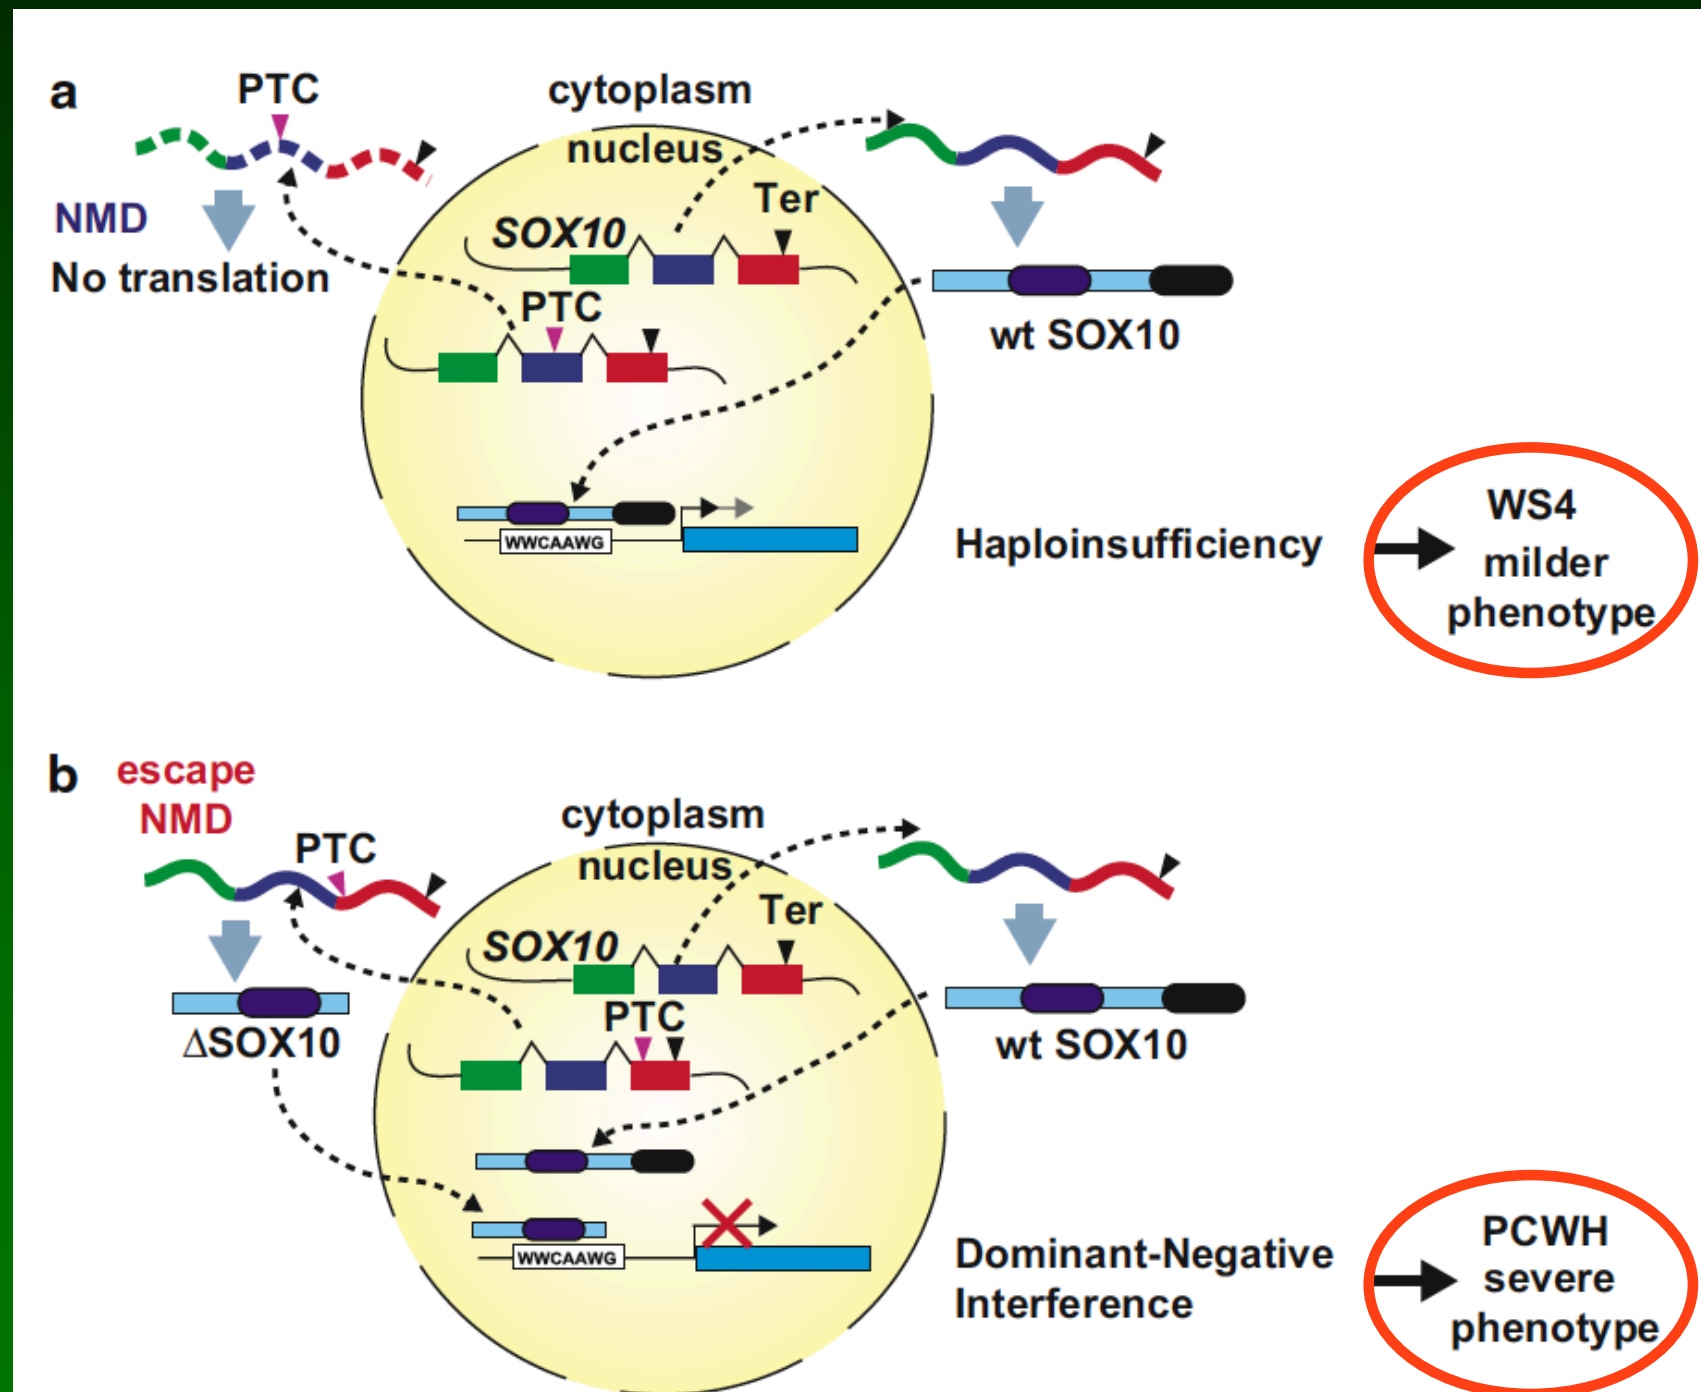 a
PTC
cytoplasm
nucleus
NMD
No translation
SOX10
Ter
PTC
wt SOX10
WWCAAWG
Haploinsufficiency
WS4
milder
phenotype
b
escape
NMD
PTC
cytoplasm
nucleus
SOX10
Ter
PTC
ΔSOX10
wt SOX10
WWCAAWG
Dominant-Negative
Interference
PCWH
severe
phenotype